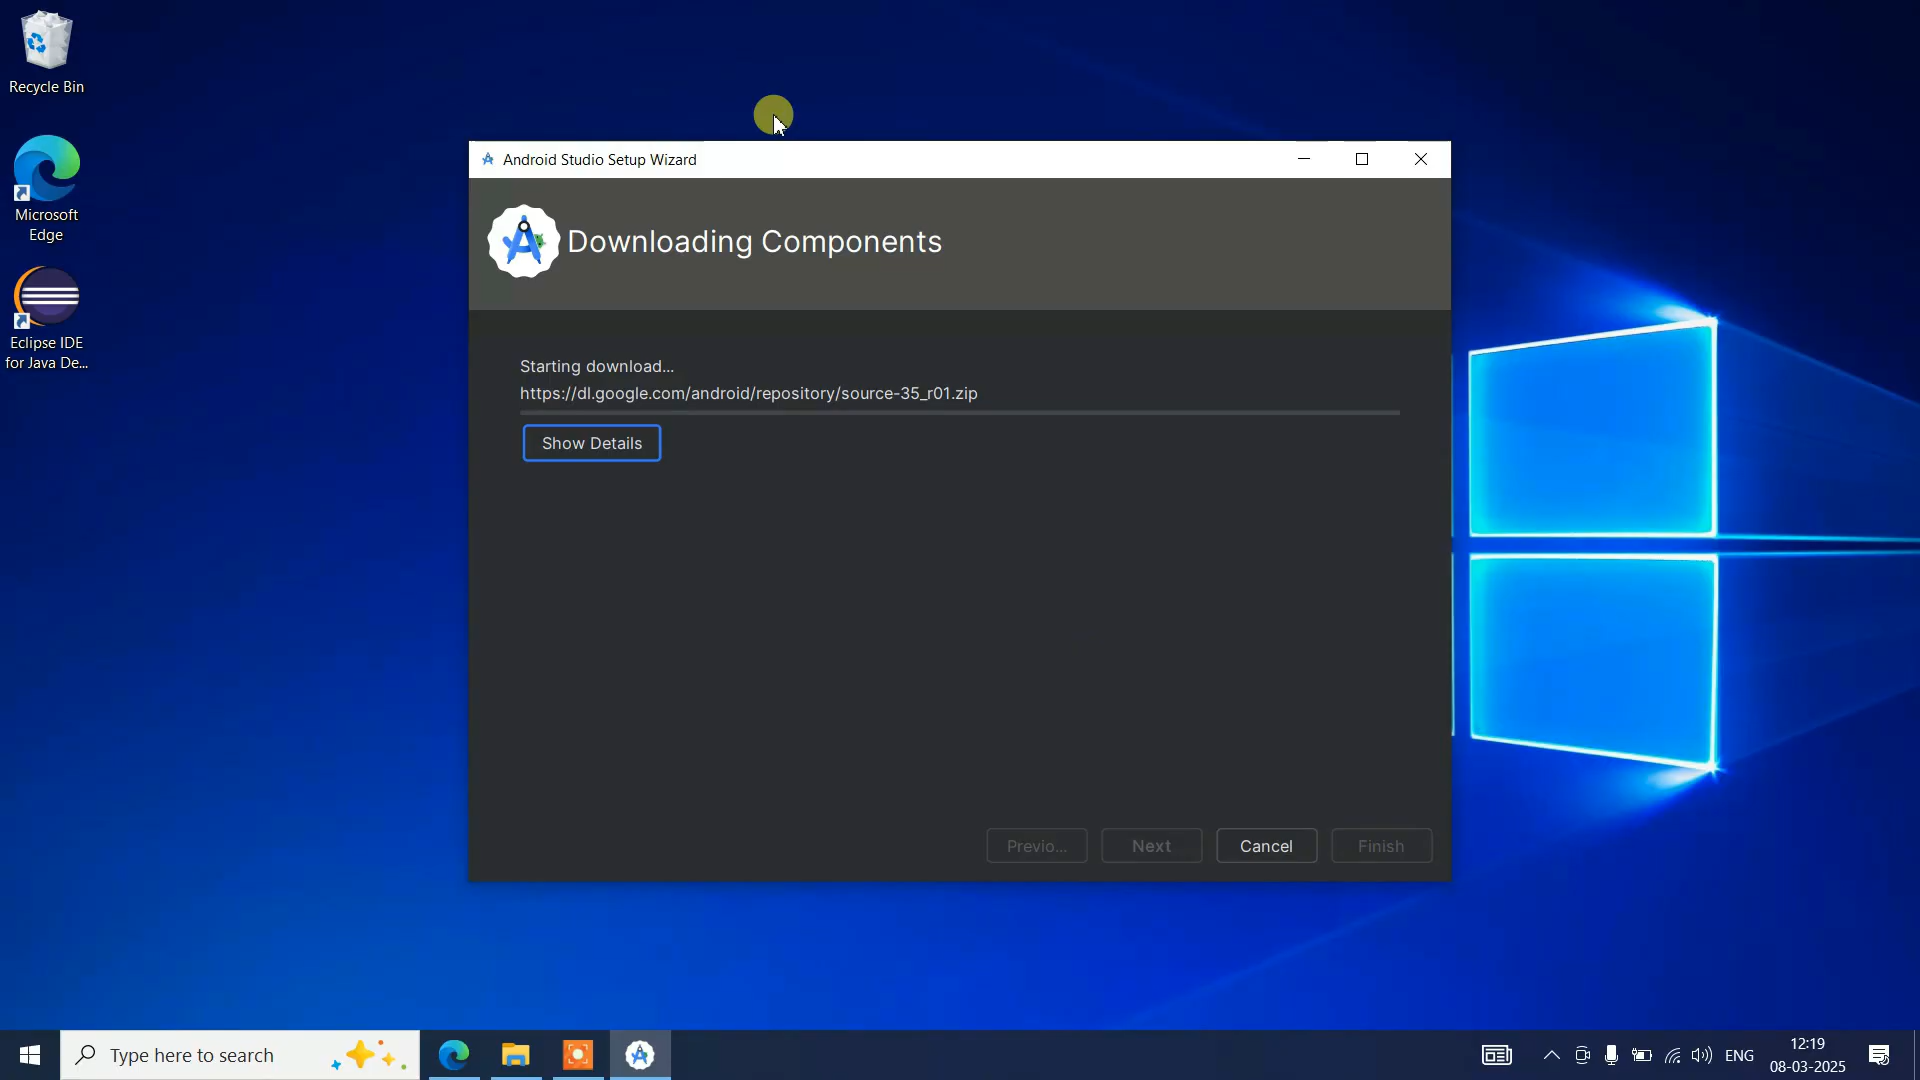 Recycle Bin
Microsoft
Edge
Eclipse IDE
for Java De...
Android Studio Setup Wizard
Downloading Components
Starting download...
https://dl.google.com/android/repository/source-35_r01.zip
Show Details
Previo...
Next
Cancel
Finish
Type here to search
ENG
12:19
08-03-2025